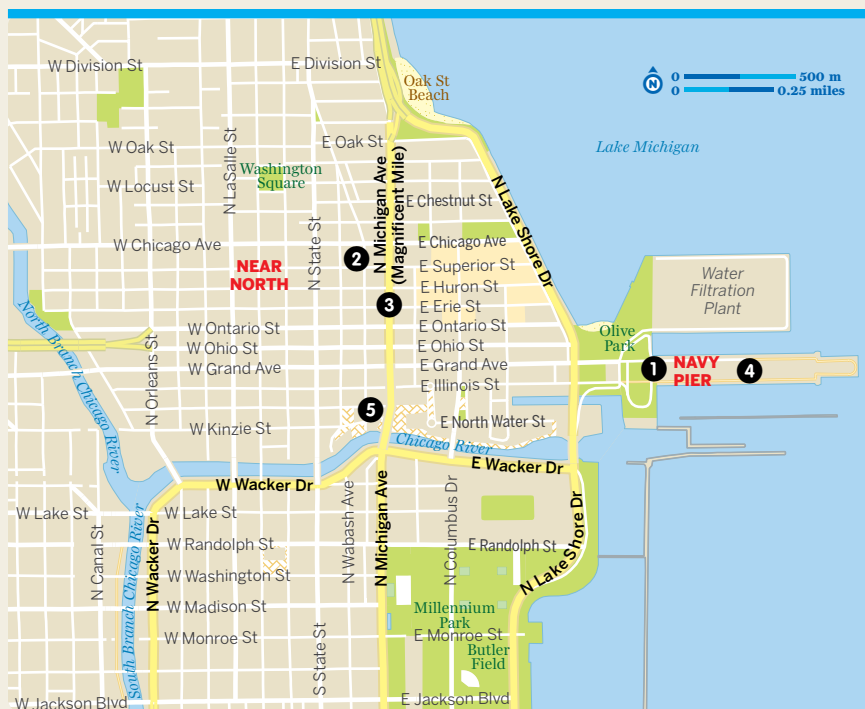 W Division St
E Division St
Oak St
Beach
N
0
500 m
0
0.25 miles
W Oak St
E Oak St
Lake Michigan
N LaSalle St
Washington
Square
W Locust St
N Michigan Ave
(Magnificent Mile)
E Chestnut St
N Lake Shore Dr
N State St
W Chicago Ave
E Chicago Ave
2
NEAR
NORTH
E Superior St
Water
Filtration
Plant
E Huron St
3
E Erie St
North Branch Chicago River
W Ontario St
E Ontario St
Olive
Park
W Ohio St
E Ohio St
N Orleans St
W Grand Ave
E Grand Ave
1
NAVY
PIER
4
E Illinois St
5
W Kinzie St
E North Water St
Chicago River
E Wacker Dr
W Wacker Dr
W Lake St
W Lake St
N Canal St
South Branch Chicago River
N Wacker Dr
N Wabash Ave
N Michigan Ave
N Columbus Dr
N Lake Shore Dr
W Randolph St
E Randolph St
W Washington St
W Madison St
Millennium
Park
W Monroe St
E Monroe St
S State St
Butler
Field
W Jackson Blvd
E Jackson Blvd